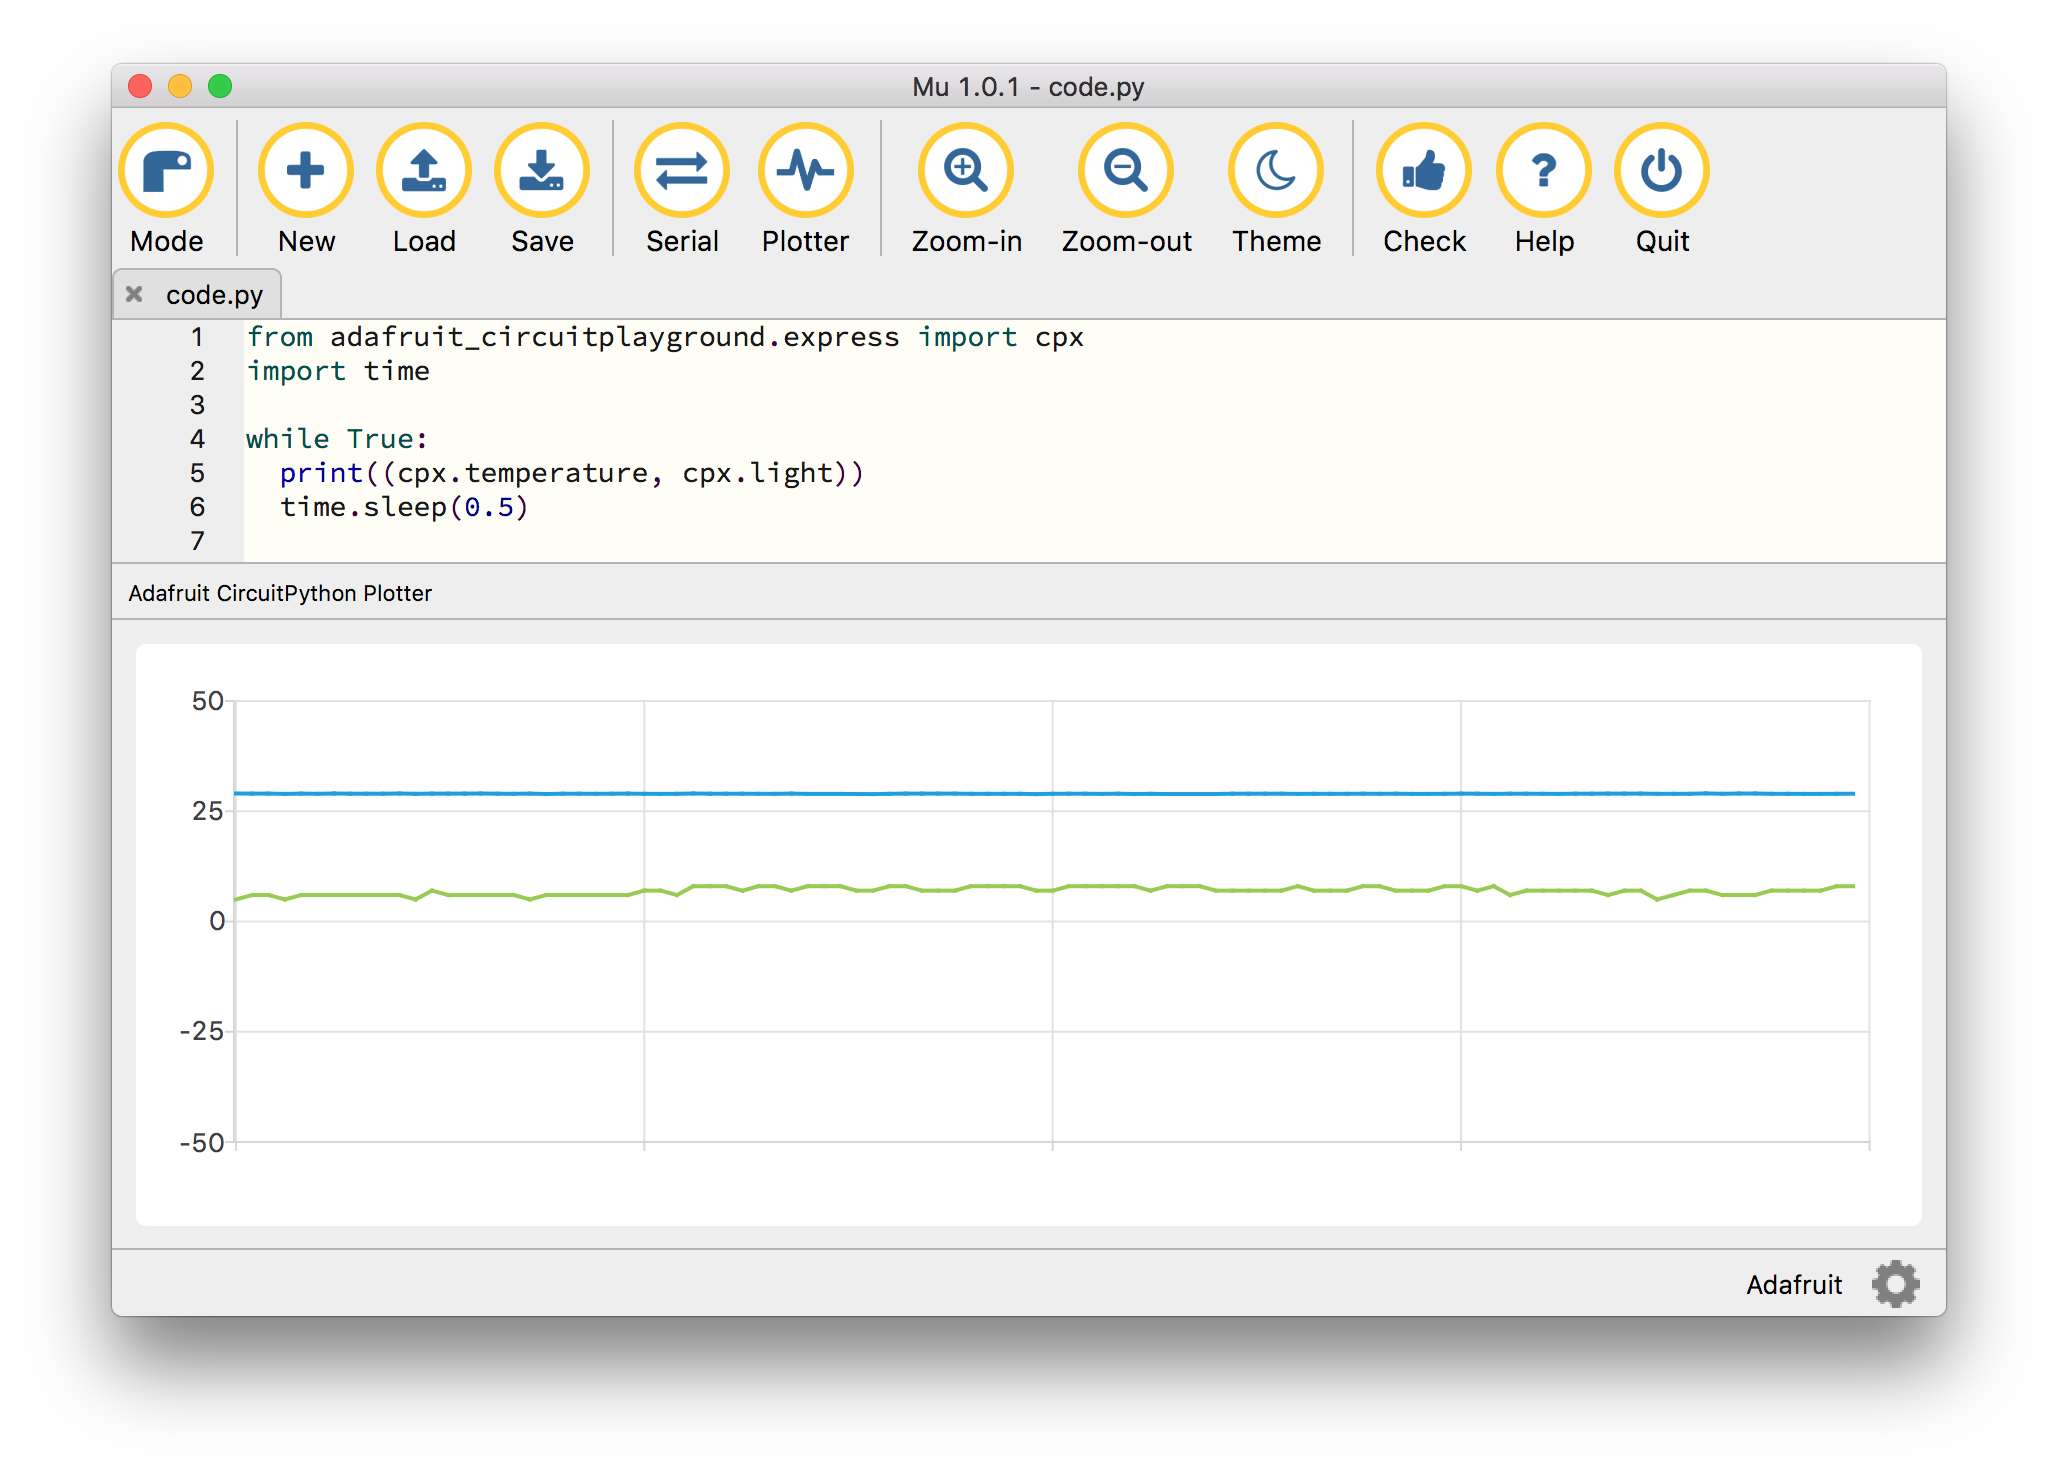 Mu 1.0.1 - code.py
Mode New Load Save Serial Plotter Zoom-in Zoom-out Theme Check Help Quit
code.py
1 from adafruit_circuitplayground.express import cpx
2 import time
3
4 while True:
5   print((cpx.temperature, cpx.light))
6   time.sleep(0.5)
7
Adafruit CircuitPython Plotter
50
25
0
-25
-50
Adafruit